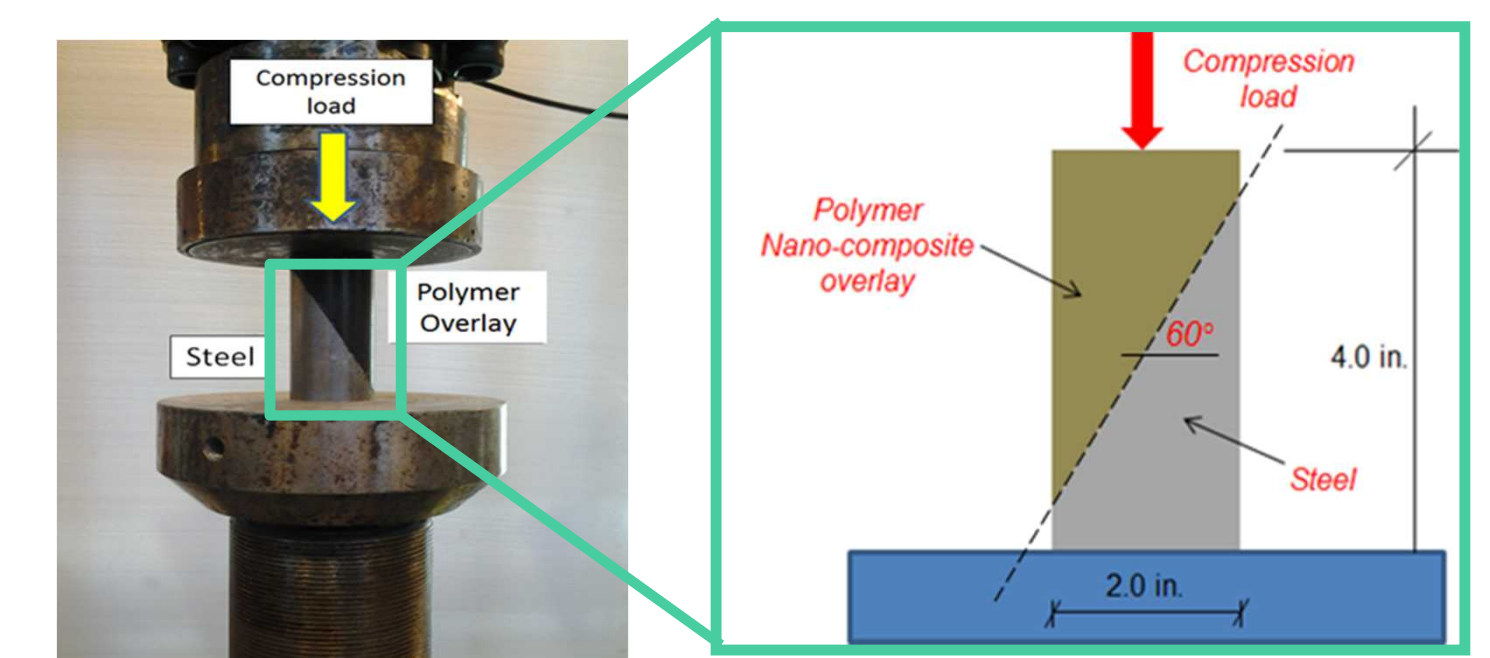 Compression
load
Polymer
Overlay
Steel
Compression
load
Polymer
Nano-composite
overlay
60°
4.0 in.
Steel
2.0 in.